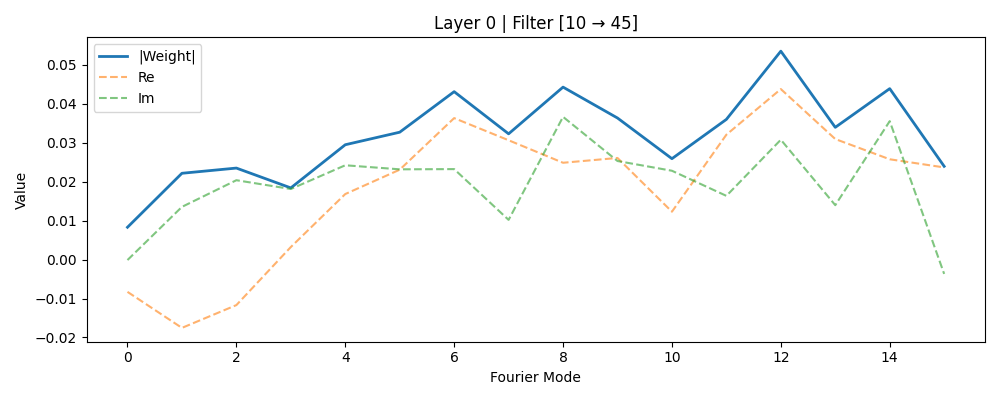 Layer 0 | Filter [10 → 45]
|Weight|
Re
Im
Value
0.05
0.04
0.03
0.02
0.01
0.00
−0.01
−0.02
0 2 4 6 8 10 12 14
Fourier Mode